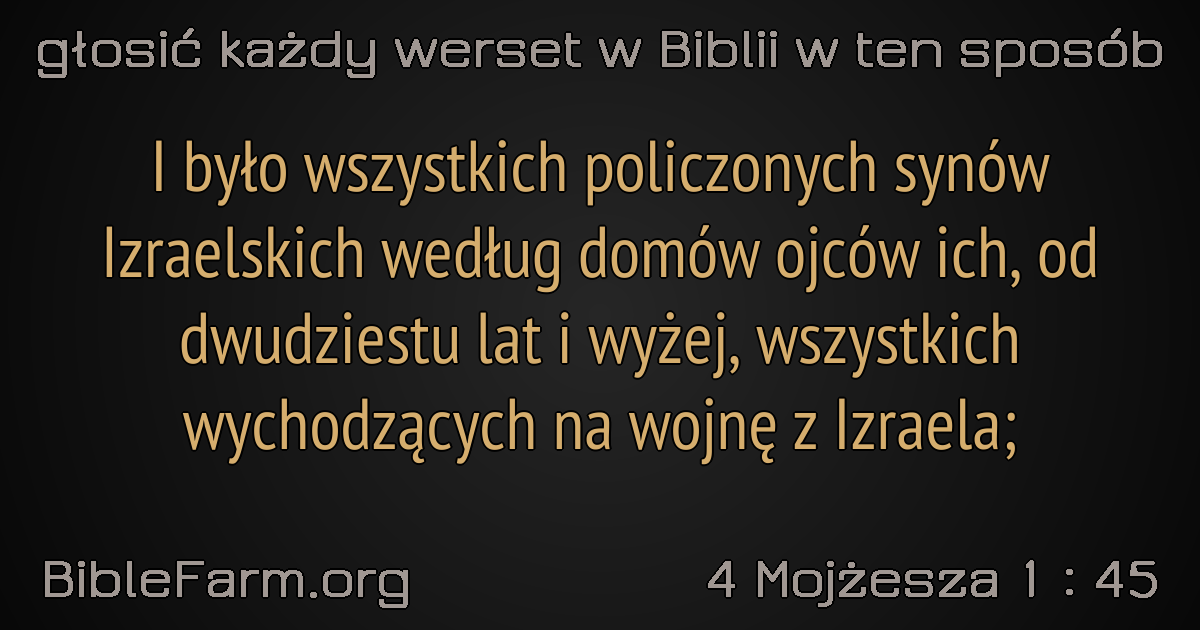 głosić każdy werset w Biblii w ten sposób
I było wszystkich policzonych synów
Izraelskich według domów ojców ich, od
dwudziestu lat i wyżej, wszystkich
wychodzących na wojnę z Izraela;
BibleFarm.org
4 Mojżesza 1 : 45